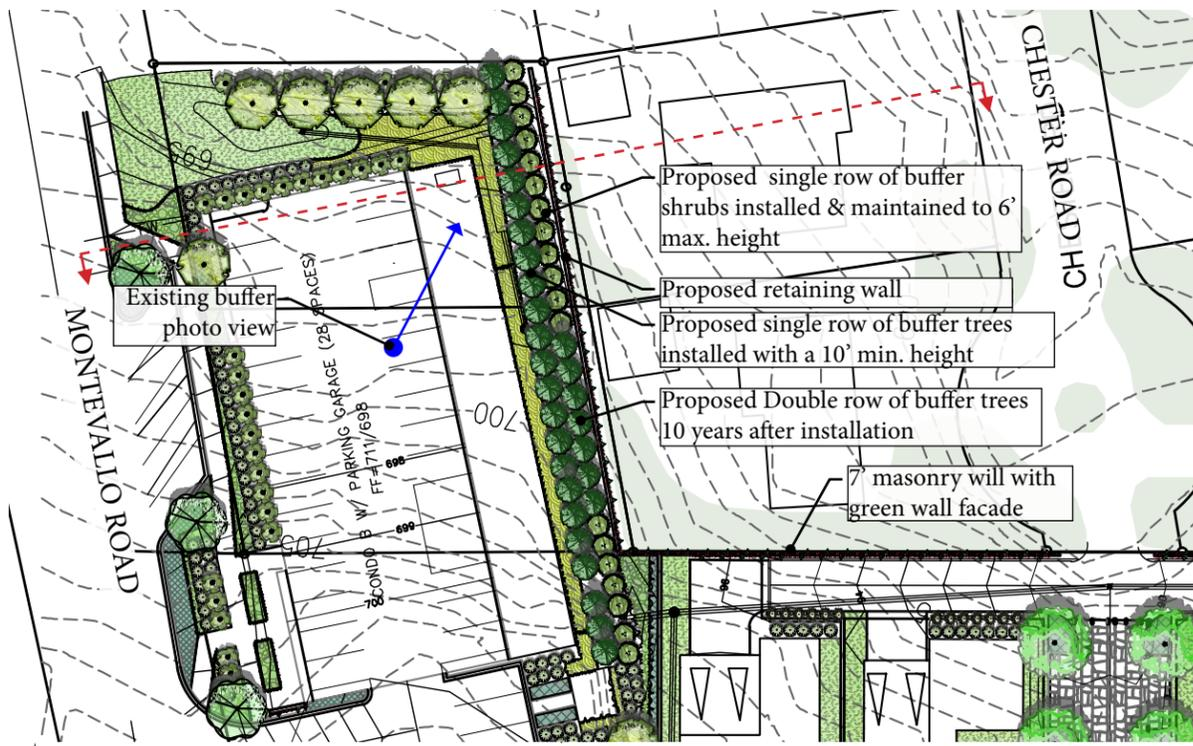 CHESTER ROAD
CH
695
Proposed single row of buffer
shrubs installed & maintained to 6’
max. height
Proposed retaining wall
Existing buffer
photo view
Proposed single row of buffer trees
installed with a 10’ min. height
MONTEVALLO ROAD
CONDO B W/ PARKING GARAGE (28 SPACES)
FF=711/698
700
Proposed Double row of buffer trees
10 years after installation
698
7’ masonry will with
green wall facade
699
705